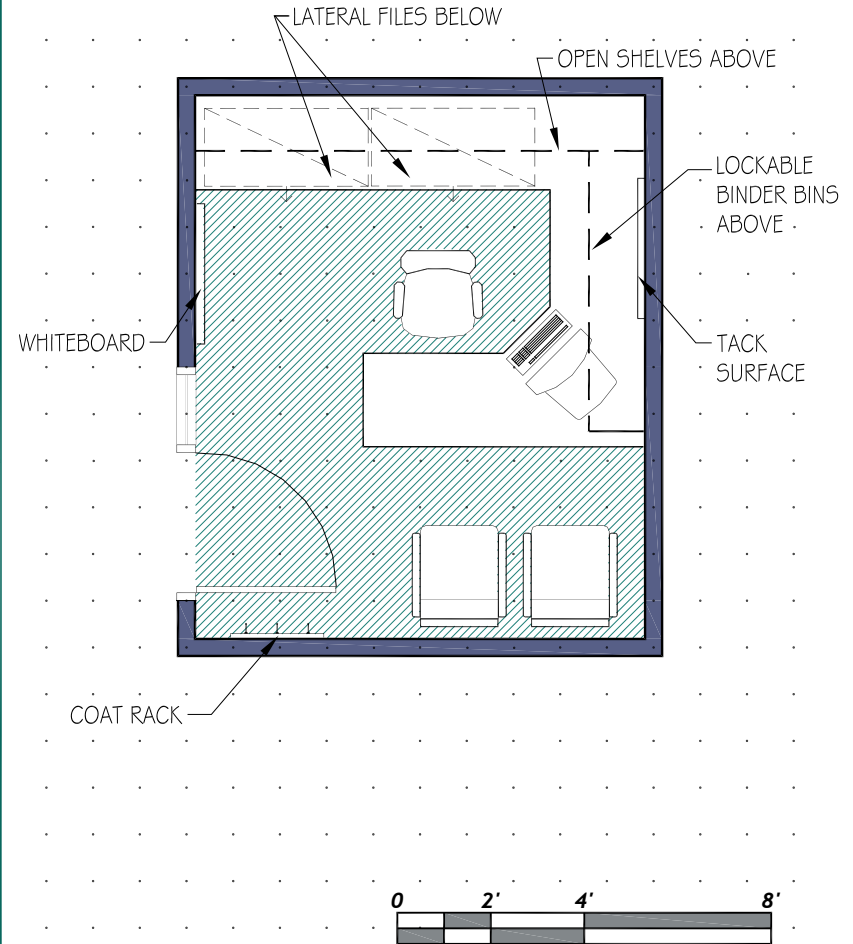 LATERAL FILES BELOW
OPEN SHELVES ABOVE
LOCKABLE
BINDER BINS
ABOVE
WHITEBOARD
TACK
SURFACE
COAT RACK
0 2' 4' 8'